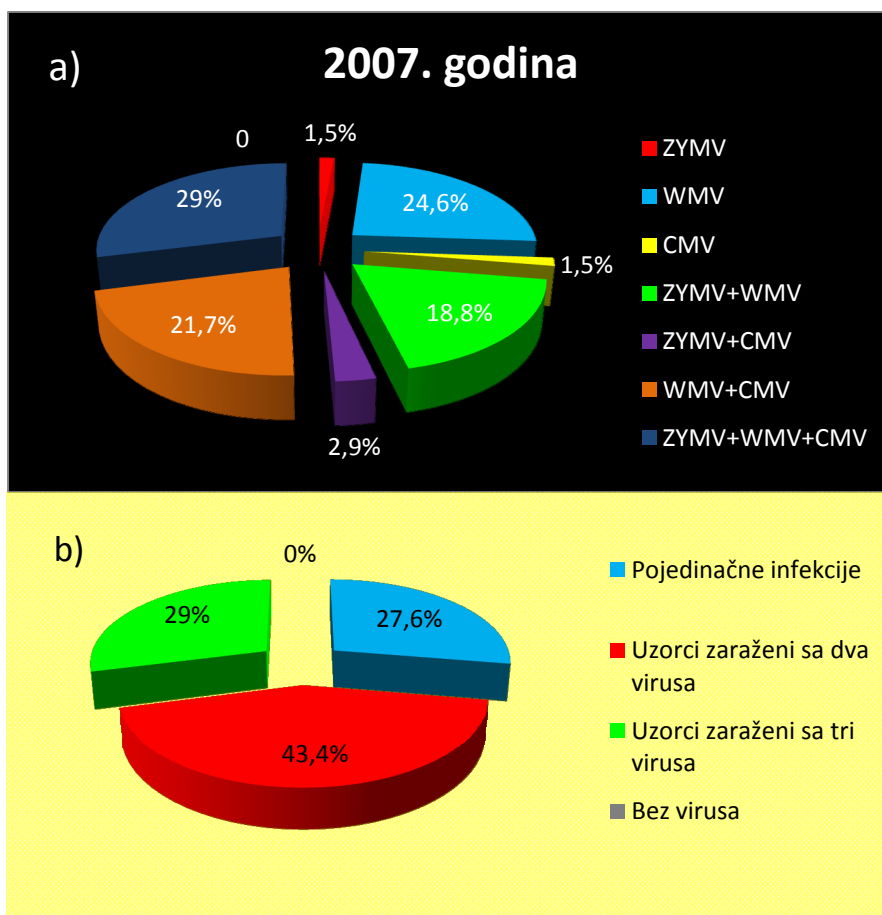 a)
2007. godina
0
1,5%
29%
24,6%
1,5%
21,7%
18,8%
2,9%
ZYMV
WMV
CMV
ZYMV+WMV
ZYMV+CMV
WMV+CMV
ZYMV+WMV+CMV
b)
0%
29%
27,6%
43,4%
Pojedinačne infekcije
Uzorci zaraženi sa dva
virusa
Uzorci zaraženi sa tri
virusa
Bez virusa